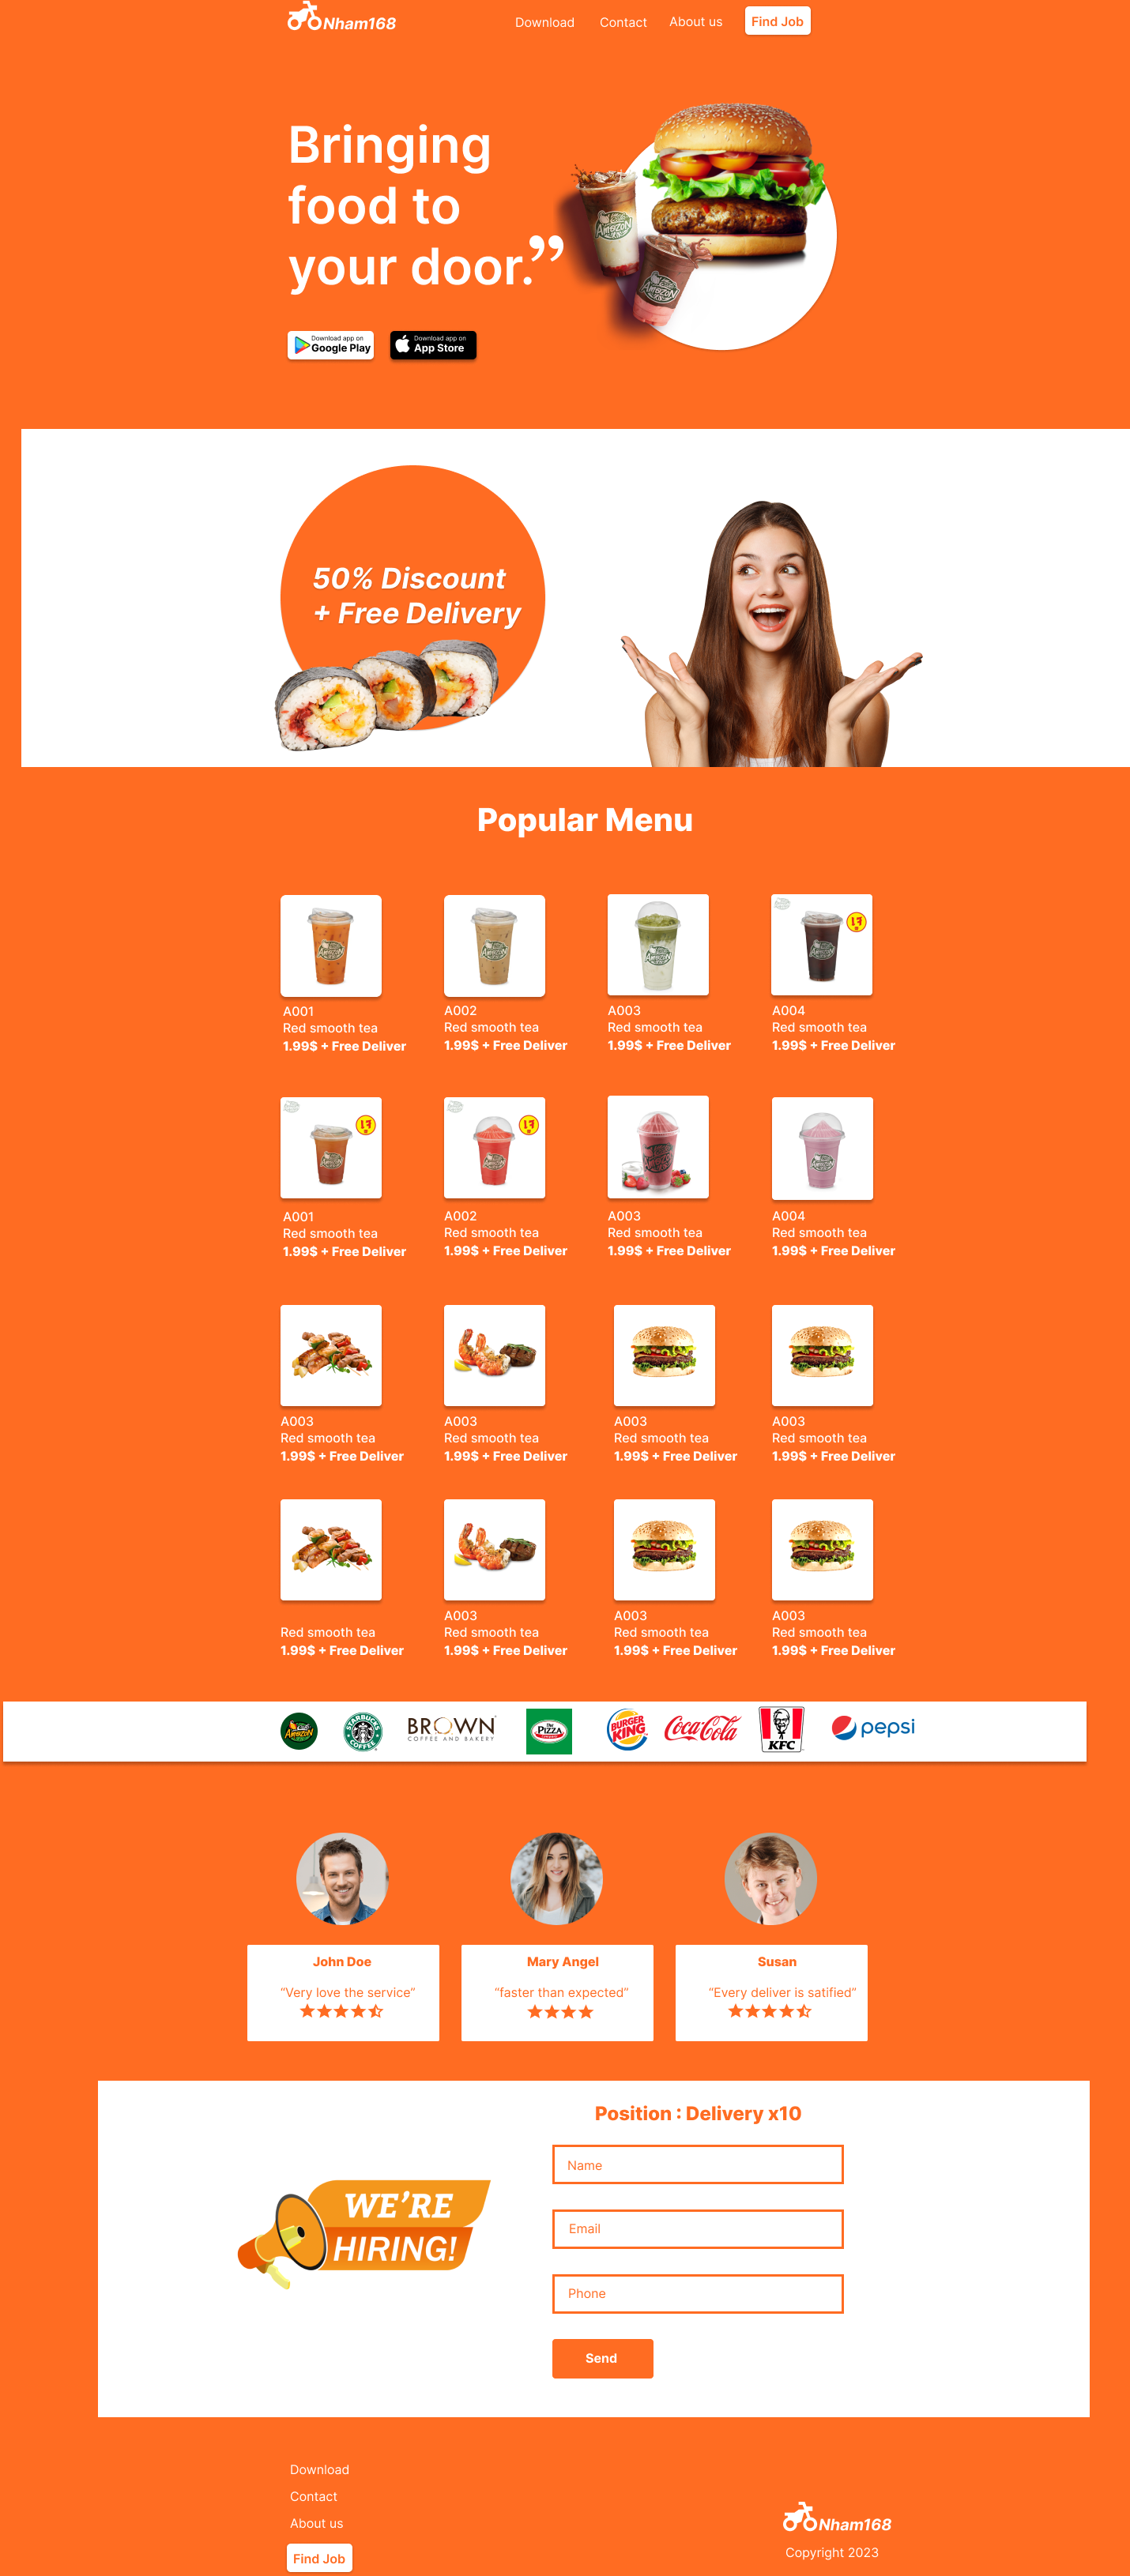 Nham168
Download
Contact
About us
Find Job
Bringing
food to
your door.”
Download app on
Google Play
Download app on
App Store
50% Discount
+ Free Delivery
Popular Menu
A001
Red smooth tea
1.99$ + Free Deliver
A002
Red smooth tea
1.99$ + Free Deliver
A003
Red smooth tea
1.99$ + Free Deliver
A004
Red smooth tea
1.99$ + Free Deliver
A001
Red smooth tea
1.99$ + Free Deliver
A002
Red smooth tea
1.99$ + Free Deliver
A003
Red smooth tea
1.99$ + Free Deliver
A004
Red smooth tea
1.99$ + Free Deliver
A003
Red smooth tea
1.99$ + Free Deliver
A003
Red smooth tea
1.99$ + Free Deliver
A003
Red smooth tea
1.99$ + Free Deliver
A003
Red smooth tea
1.99$ + Free Deliver
Red smooth tea
1.99$ + Free Deliver
A003
Red smooth tea
1.99$ + Free Deliver
A003
Red smooth tea
1.99$ + Free Deliver
A003
Red smooth tea
1.99$ + Free Deliver
Amazon
STARBUCKS
COFFEE
BROWN
COFFEE AND BAKERY
The
PIZZA
BURGER
KING
Coca-Cola
KFC
pepsi
John Doe
“Very love the service”
Mary Angel
“faster than expected”
Susan
“Every deliver is satified”
Position : Delivery x10
Name
WE’RE
HIRING!
Email
Phone
Send
Download
Contact
About us
Find Job
Nham168
Copyright 2023